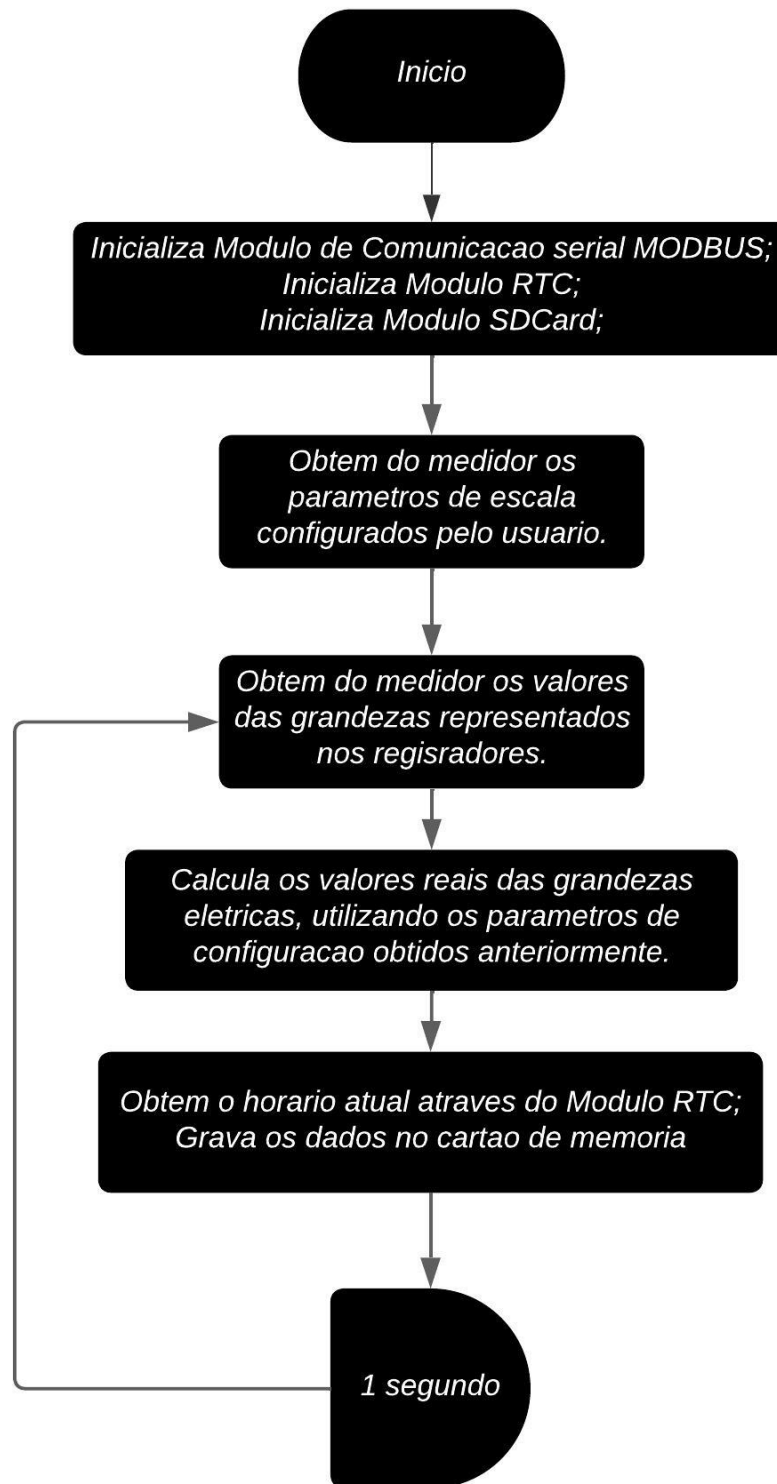 Inicio
Inicializa Modulo de Comunicacao serial MODBUS;
Inicializa Modulo RTC;
Inicializa Modulo SDCard;
Obtem do medidor os
parametros de escala
configurados pelo usuario.
Obtem do medidor os valores
das grandezas representados
nos regisradores.
Calcula os valores reais das grandezas
eletricas, utilizando os parametros de
configuracao obtidos anteriormente.
Obtem o horario atual atraves do Modulo RTC;
Grava os dados no cartao de memoria
1 segundo